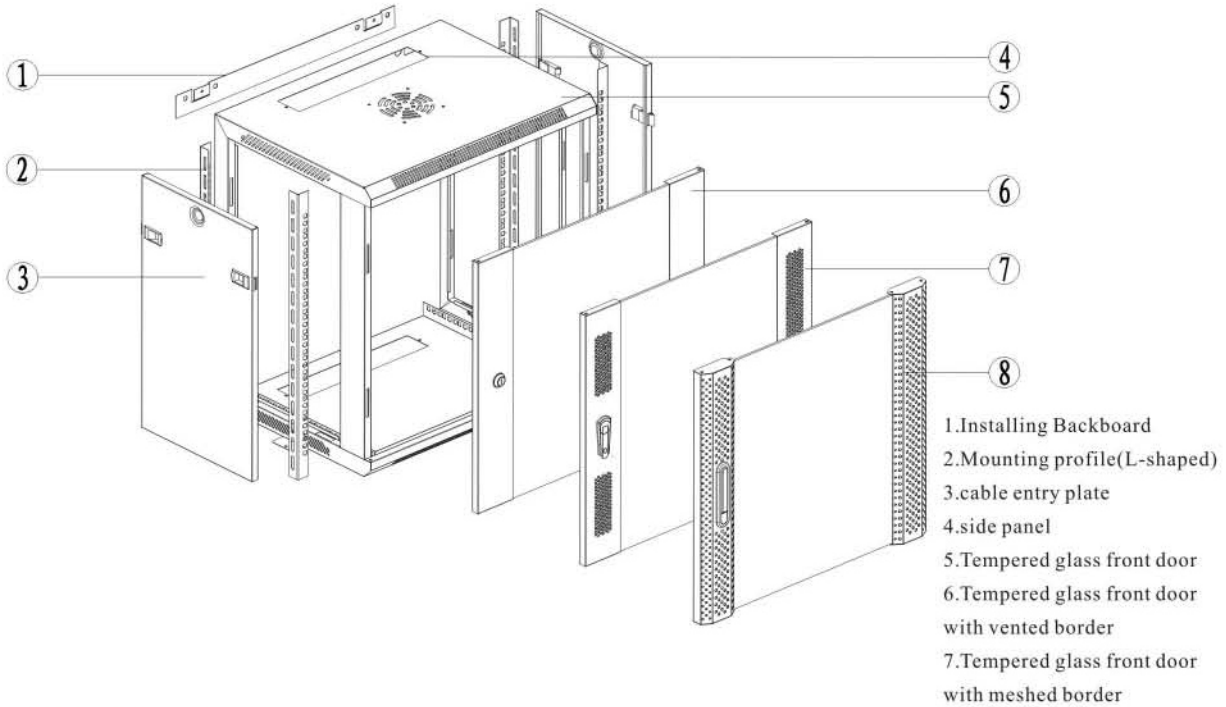 1
2
3
4
5
6
7
8
1.Installing Backboard
2.Mounting profile(L-shaped)
3.cable entry plate
4.side panel
5.Tempered glass front door
6.Tempered glass front door
with vented border
7.Tempered glass front door
with meshed border